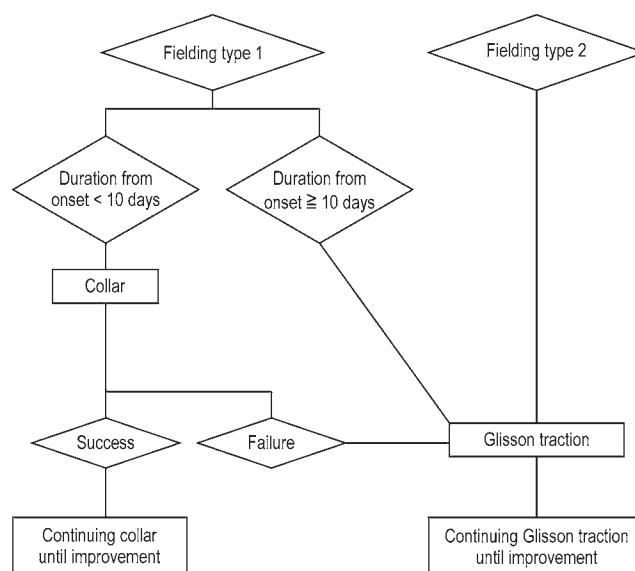 Fielding type 1
Fielding type 2
Duration from
onset < 10 days
Duration from
onset ≧ 10 days
Collar
Success
Failure
Glisson traction
Continuing collar
until improvement
Continuing Glisson traction
until improvement